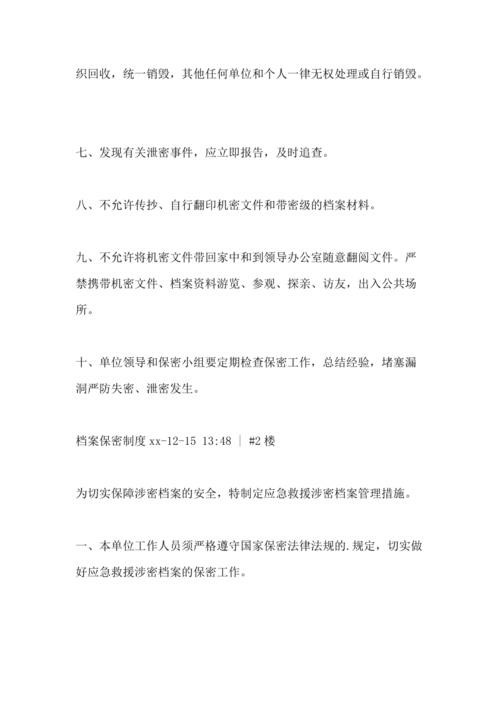 织回收，统一销毁，其他任何单位和个人一律无权处理或自行销毁。
七、发现有关泄密事件，应立即报告，及时追查。
八、不允许传抄、自行翻印机密文件和带密级的档案材料。
九、不允许将机密文件带回家中和到领导办公室随意翻阅文件。严
禁携带机密文件、档案资料游览、参观、探亲、访友，出入公共场
所。
十、单位领导和保密小组要定期检查保密工作，总结经验，堵塞漏
洞严防失密、泄密发生。
档案保密制度 xx-12-15 13:48 | #2 楼
为切实保障涉密档案的安全，特制定应急救援涉密档案管理措施。
一、本单位工作人员须严格遵守国家保密法律法规的.规定，切实做
好应急救援涉密档案的保密工作。